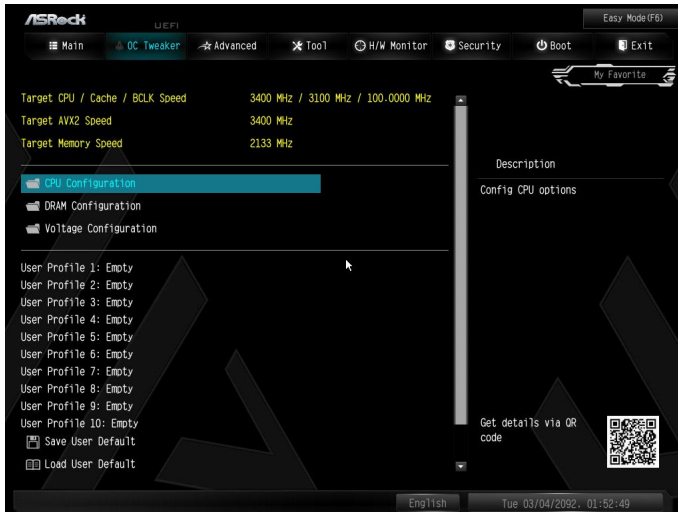 ASRock UEFI
Easy Mode(F6)
Main OC Tweaker Advanced Tool H/W Monitor Security Boot Exit
My Favorite
Target CPU / Cache / BCLK Speed 3400 MHz / 3100 MHz / 100.0000 MHz
Target AVX2 Speed 3400 MHz
Target Memory Speed 2133 MHz
Description
CPU Configuration
Config CPU options
DRAM Configuration
Voltage Configuration
User Profile 1: Empty
User Profile 2: Empty
User Profile 3: Empty
User Profile 4: Empty
User Profile 5: Empty
User Profile 6: Empty
User Profile 7: Empty
User Profile 8: Empty
User Profile 9: Empty
User Profile 10: Empty
Save User Default
Load User Default
Get details via QR
code
English Tue 03/04/2092. 01:52:49